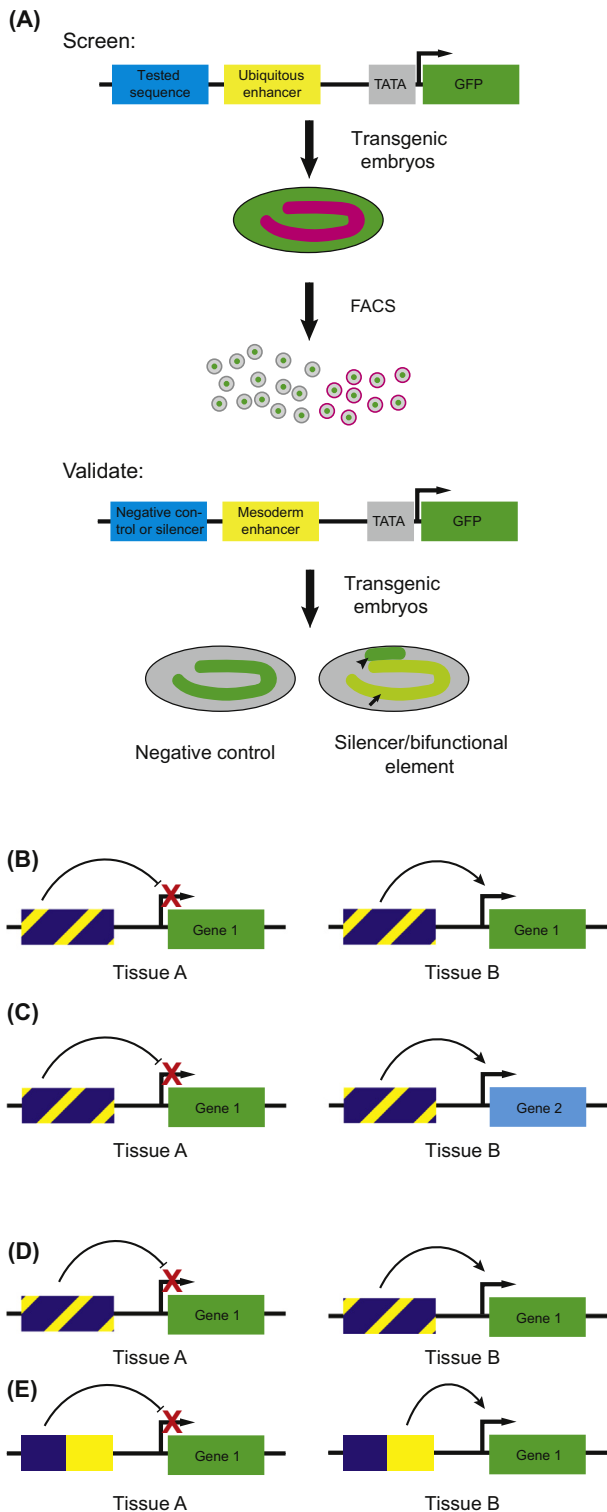 (A)
Screen:
Tested
sequence
Ubiquitous
enhancer
TATA
GFP
Transgenic
embryos
FACS
Validate:
Negative con-
trol or silencer
Mesoderm
enhancer
TATA
GFP
Transgenic
embryos
Negative control
Silencer/bifunctional
element
(B)
Gene 1
Tissue A
Gene 1
Tissue B
(C)
Gene 1
Tissue A
Gene 2
Tissue B
(D)
Gene 1
Tissue A
Gene 1
Tissue B
(E)
Gene 1
Tissue A
Gene 1
Tissue B